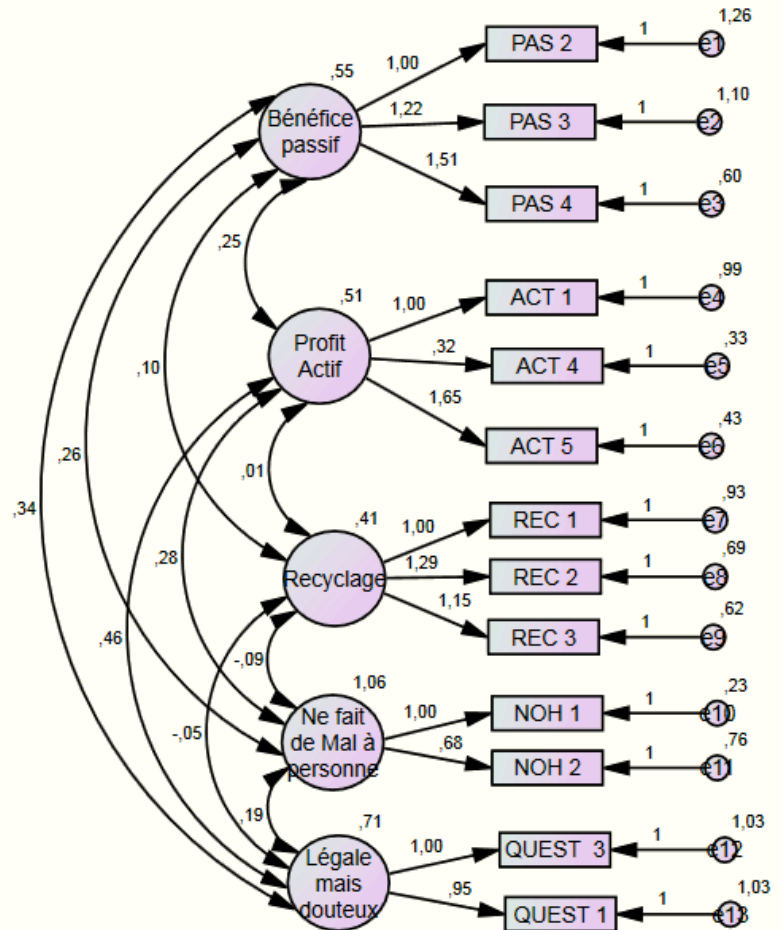 1,26
PAS 2
1
e1
,55
1,00
1,10
Bénéfice
passif
1,22
PAS 3
1
e2
1,51
,60
PAS 4
1
e3
,25
,99
,51
1,00
ACT 1
1
e4
Profit
Actif
,32
,33
ACT 4
1
e5
,10
1,65
,43
ACT 5
1
e6
,26
,01
,34
,93
,41
1,00
REC 1
1
e7
,28
,69
Recyclage
1,29
REC 2
1
e8
1,15
,62
REC 3
1
e9
,46
-,09
1,06
,23
Ne fait
de Mal à
personne
1,00
NOH 1
1
e10
-,05
,68
,76
NOH 2
1
e11
,19
,71
1,03
Légale
mais
douteux
1,00
QUEST 3
1
e12
,95
1,03
QUEST 1
1
e13